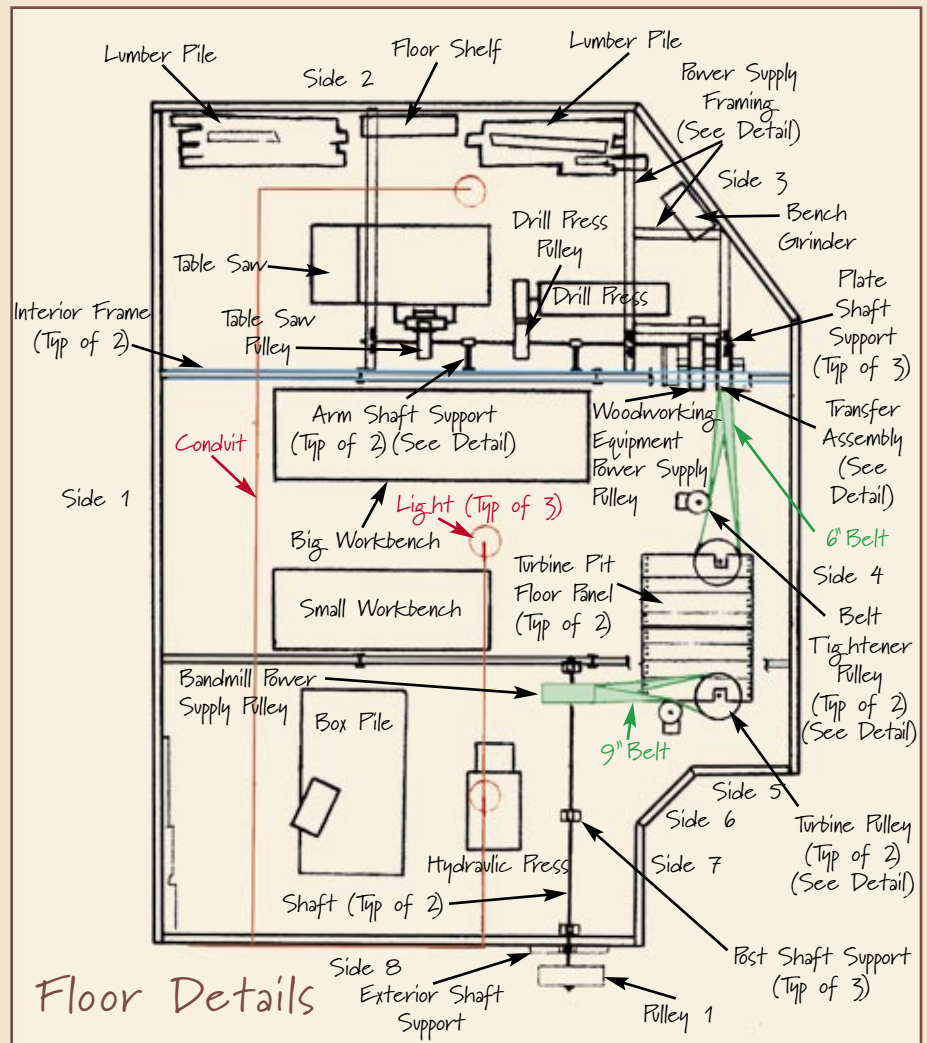 Lumber Pile
Floor Shelf
Lumber Pile
Side 2
Power Supply
Framing
(See Detail)
Side 3
Bench
Grinder
Drill Press
Pulley
Table Saw
Drill Press
Plate
Shaft
Support
(Typ of 3)
Interior Frame
(Typ of 2)
Table Saw
Pulley
Arm Shaft Support
(Typ of 2) (See Detail)
Woodworking
Equipment
Power Supply
Pulley
Transfer
Assembly
(See
Detail)
Conduit
Side 1
Light (Typ of 3)
Big Workbench
6" Belt
Turbine Pit
Floor Panel
(Typ of 2)
Side 4
Small Workbench
Belt
Tightener
Pulley
(Typ of 2)
(See Detail)
Bandmill Power
Supply Pulley
Box Pile
9" Belt
Side 5
Side 6
Turbine Pulley
(Typ of 2)
(See Detail)
Side 7
Hydraulic Press
Shaft (Typ of 2)
Post Shaft Support
(Typ of 3)
Side 8
Exterior Shaft
Support
Pulley 1
Floor Details